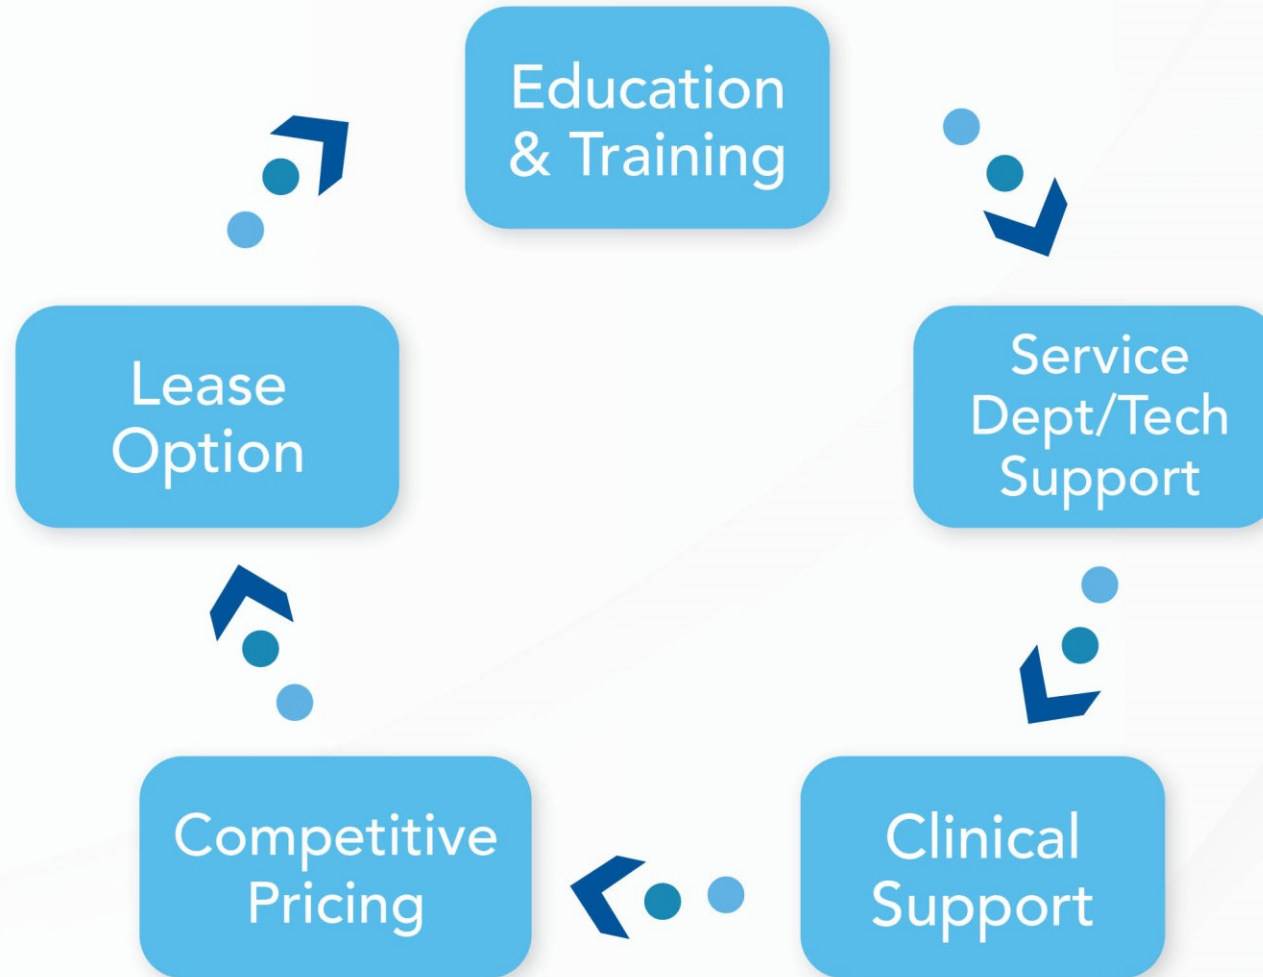 Education
& Training
Service
Dept/Tech
Support
Clinical
Support
Competitive
Pricing
Lease
Option